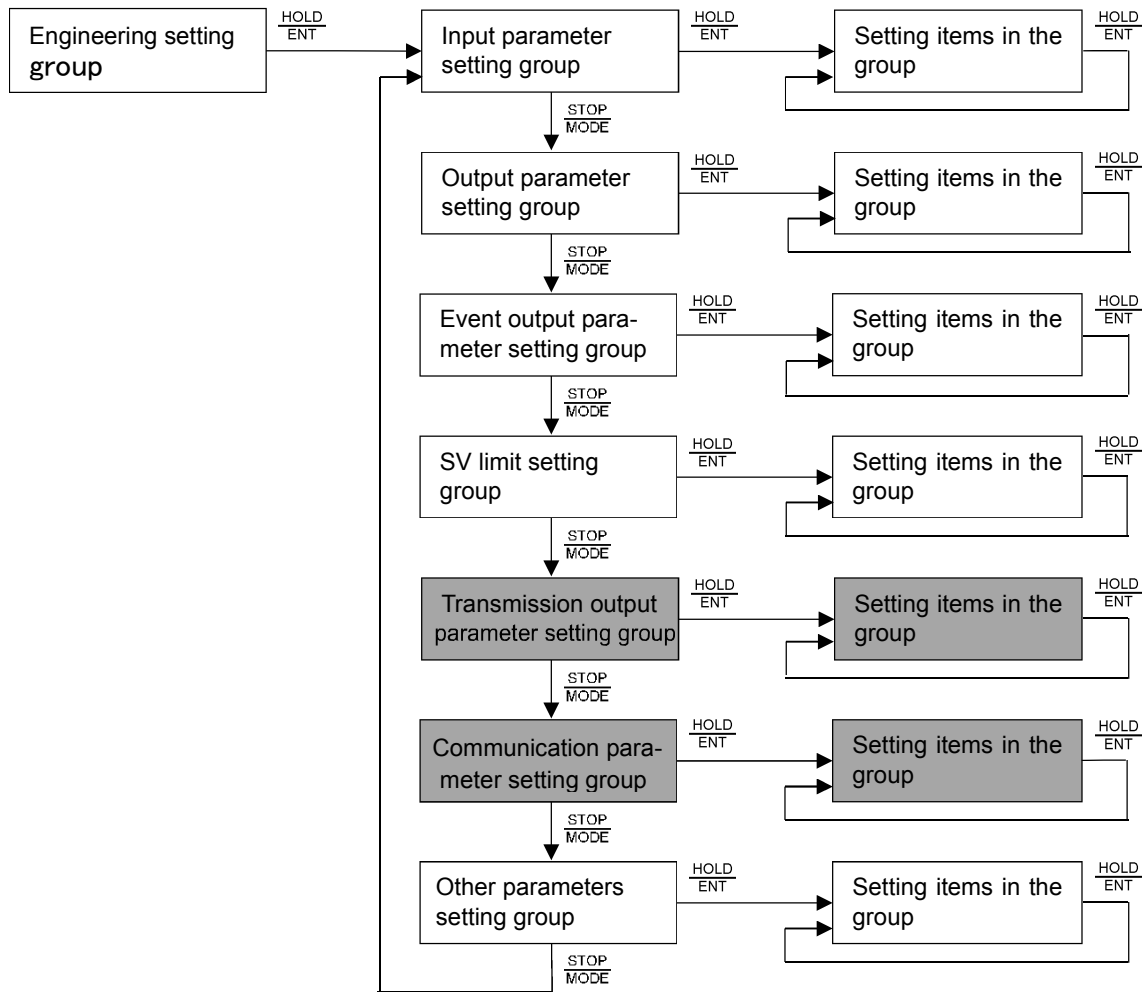 Engineering setting
group
HOLD
ENT
Input parameter
setting group
HOLD
ENT
Setting items in the
group
HOLD
ENT
STOP
MODE
Output parameter
setting group
HOLD
ENT
Setting items in the
group
HOLD
ENT
STOP
MODE
Event output para-
meter setting group
HOLD
ENT
Setting items in the
group
HOLD
ENT
STOP
MODE
SV limit setting
group
HOLD
ENT
Setting items in the
group
HOLD
ENT
STOP
MODE
Transmission output
parameter setting group
HOLD
ENT
Setting items in the
group
HOLD
ENT
STOP
MODE
Communication para-
meter setting group
HOLD
ENT
Setting items in the
group
HOLD
ENT
STOP
MODE
Other parameters
setting group
HOLD
ENT
Setting items in the
group
HOLD
ENT
STOP
MODE